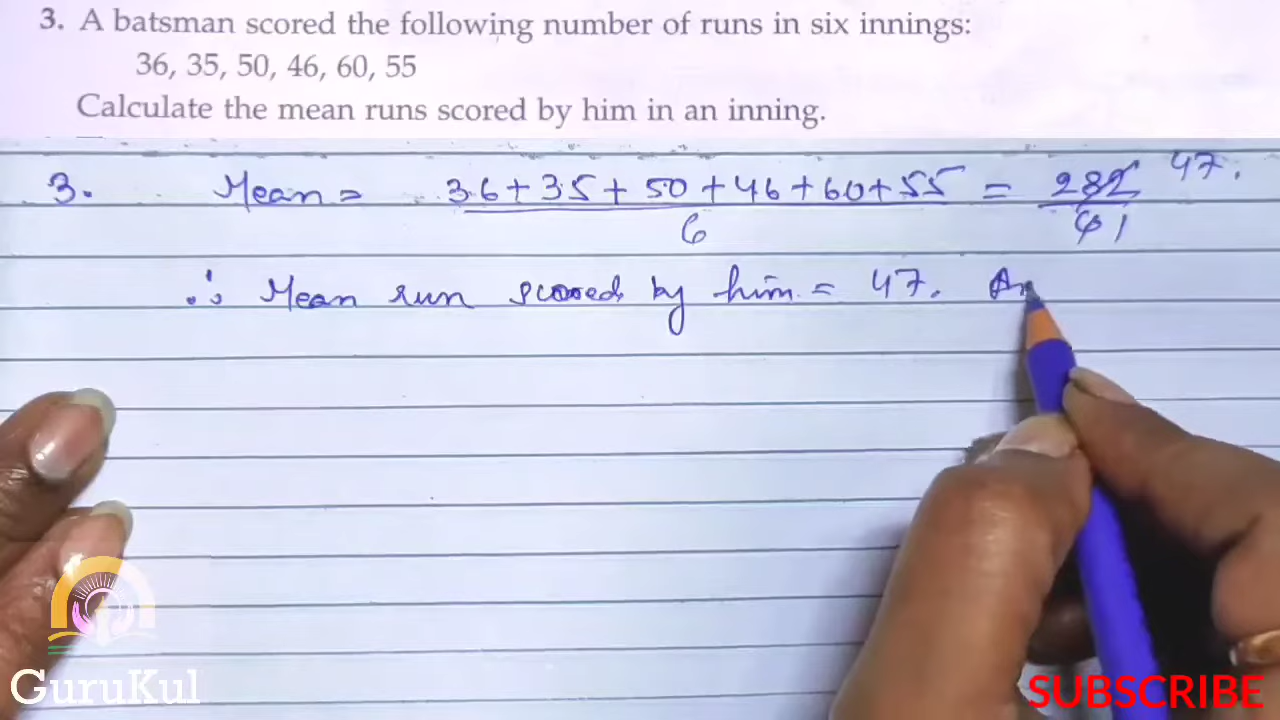 3. A batsman scored the following number of runs in six innings:
36, 35, 50, 46, 60, 55
Calculate the mean runs scored by him in an inning.
3. Mean = 36+35+50+46+60+55 = 282 47.
6 6 1
∴ Mean run scored by him = 47. An
GuruKul
SUBSCRIBE